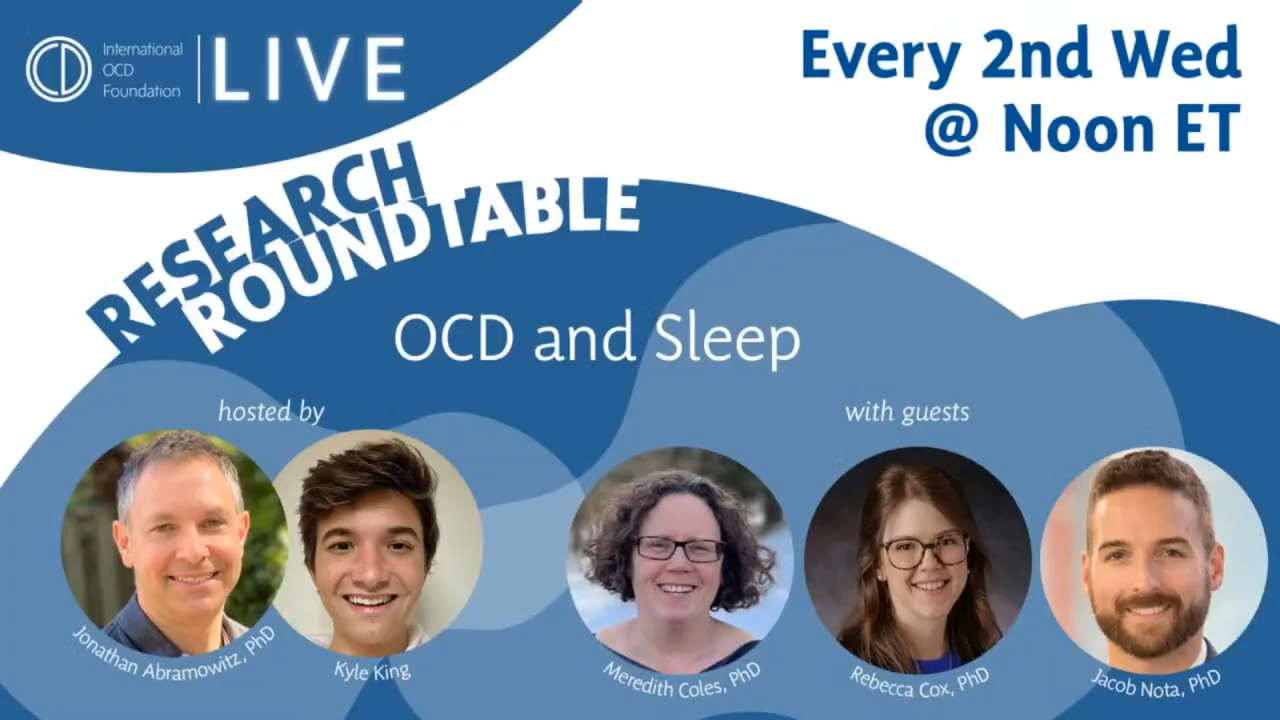 International
OCD
Foundation
LIVE
Every 2nd Wed
@ Noon ET
RESEARCH
ROUNDTABLE
OCD and Sleep
hosted by
with guests
Jonathan Abramowitz, PhD
Kyle King
Meredith Coles, PhD
Rebecca Cox, PhD
Jacob Nota, PhD